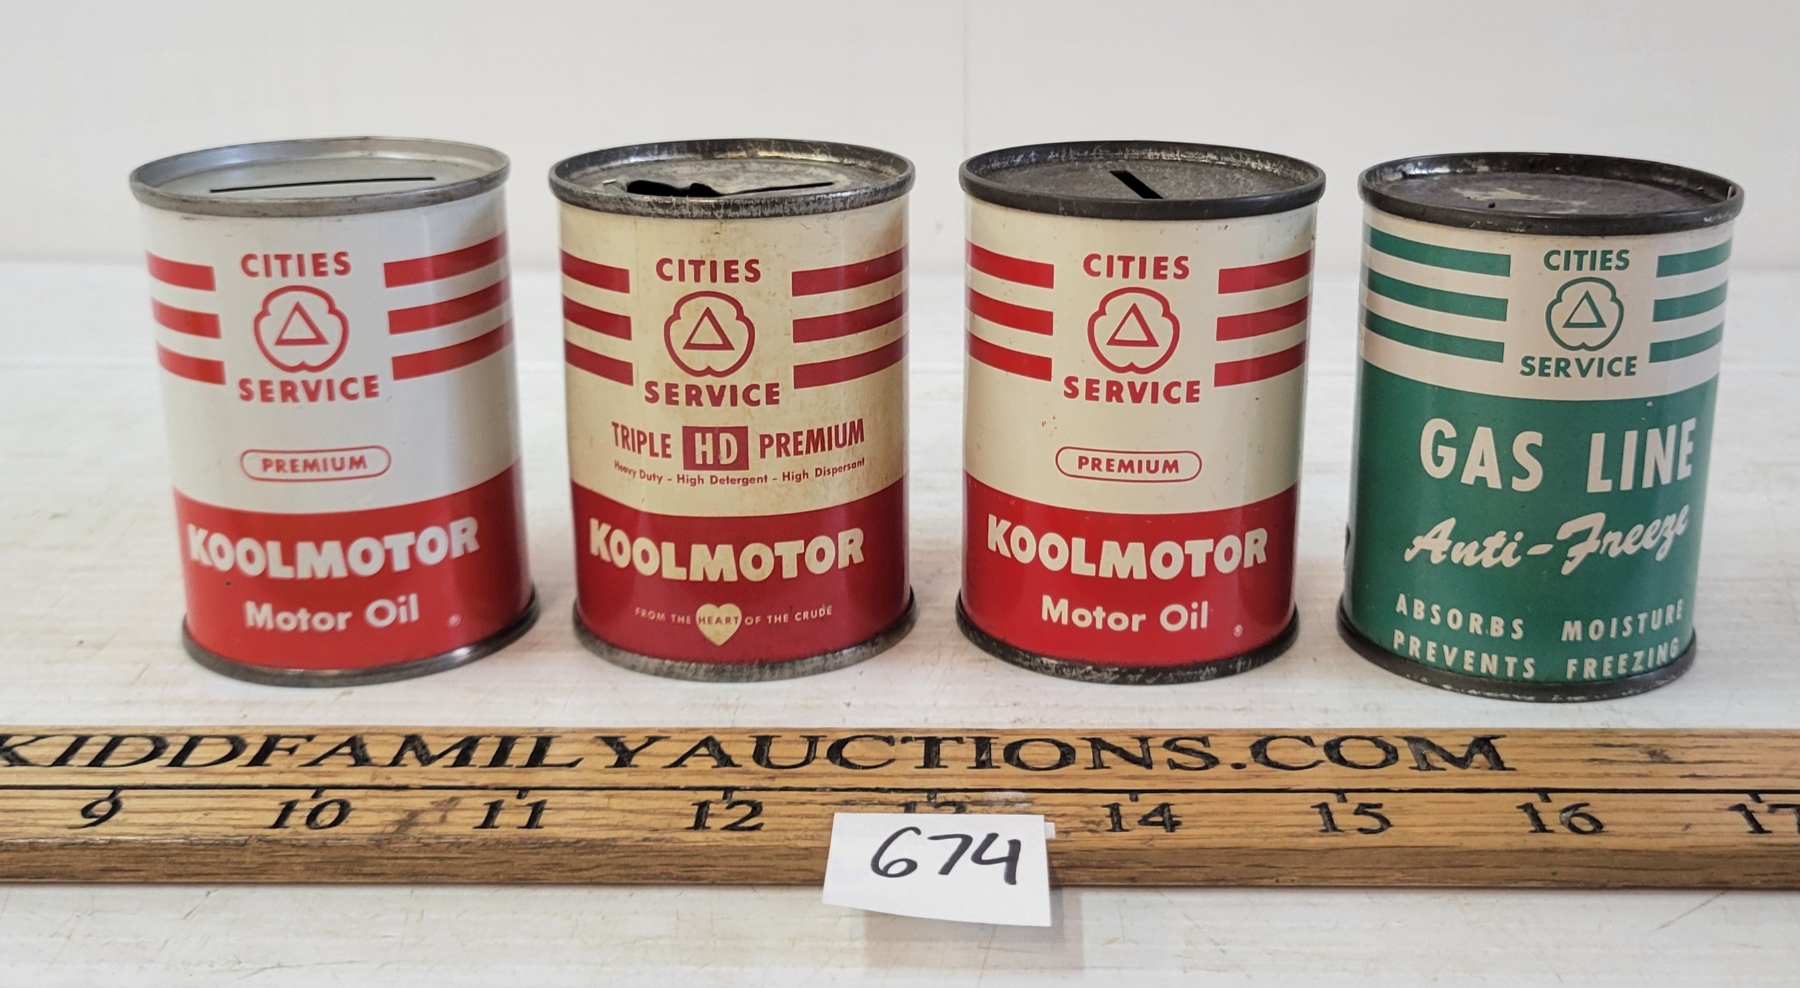 CITIES
SERVICE
PREMIUM
KOOLMOTOR
Motor Oil
®
CITIES
SERVICE
TRIPLE HD PREMIUM
Heavy Duty - High Detergent - High Dispersant
KOOLMOTOR
FROM THE HEART OF THE CRUDE
CITIES
SERVICE
PREMIUM
KOOLMOTOR
Motor Oil
®
CITIES
SERVICE
GAS LINE
Anti-Freeze
ABSORBS MOISTURE
PREVENTS FREEZING
KIDDFAMILYAUCTIONS.COM
9 10 11 12 13 14 15 16 17
674